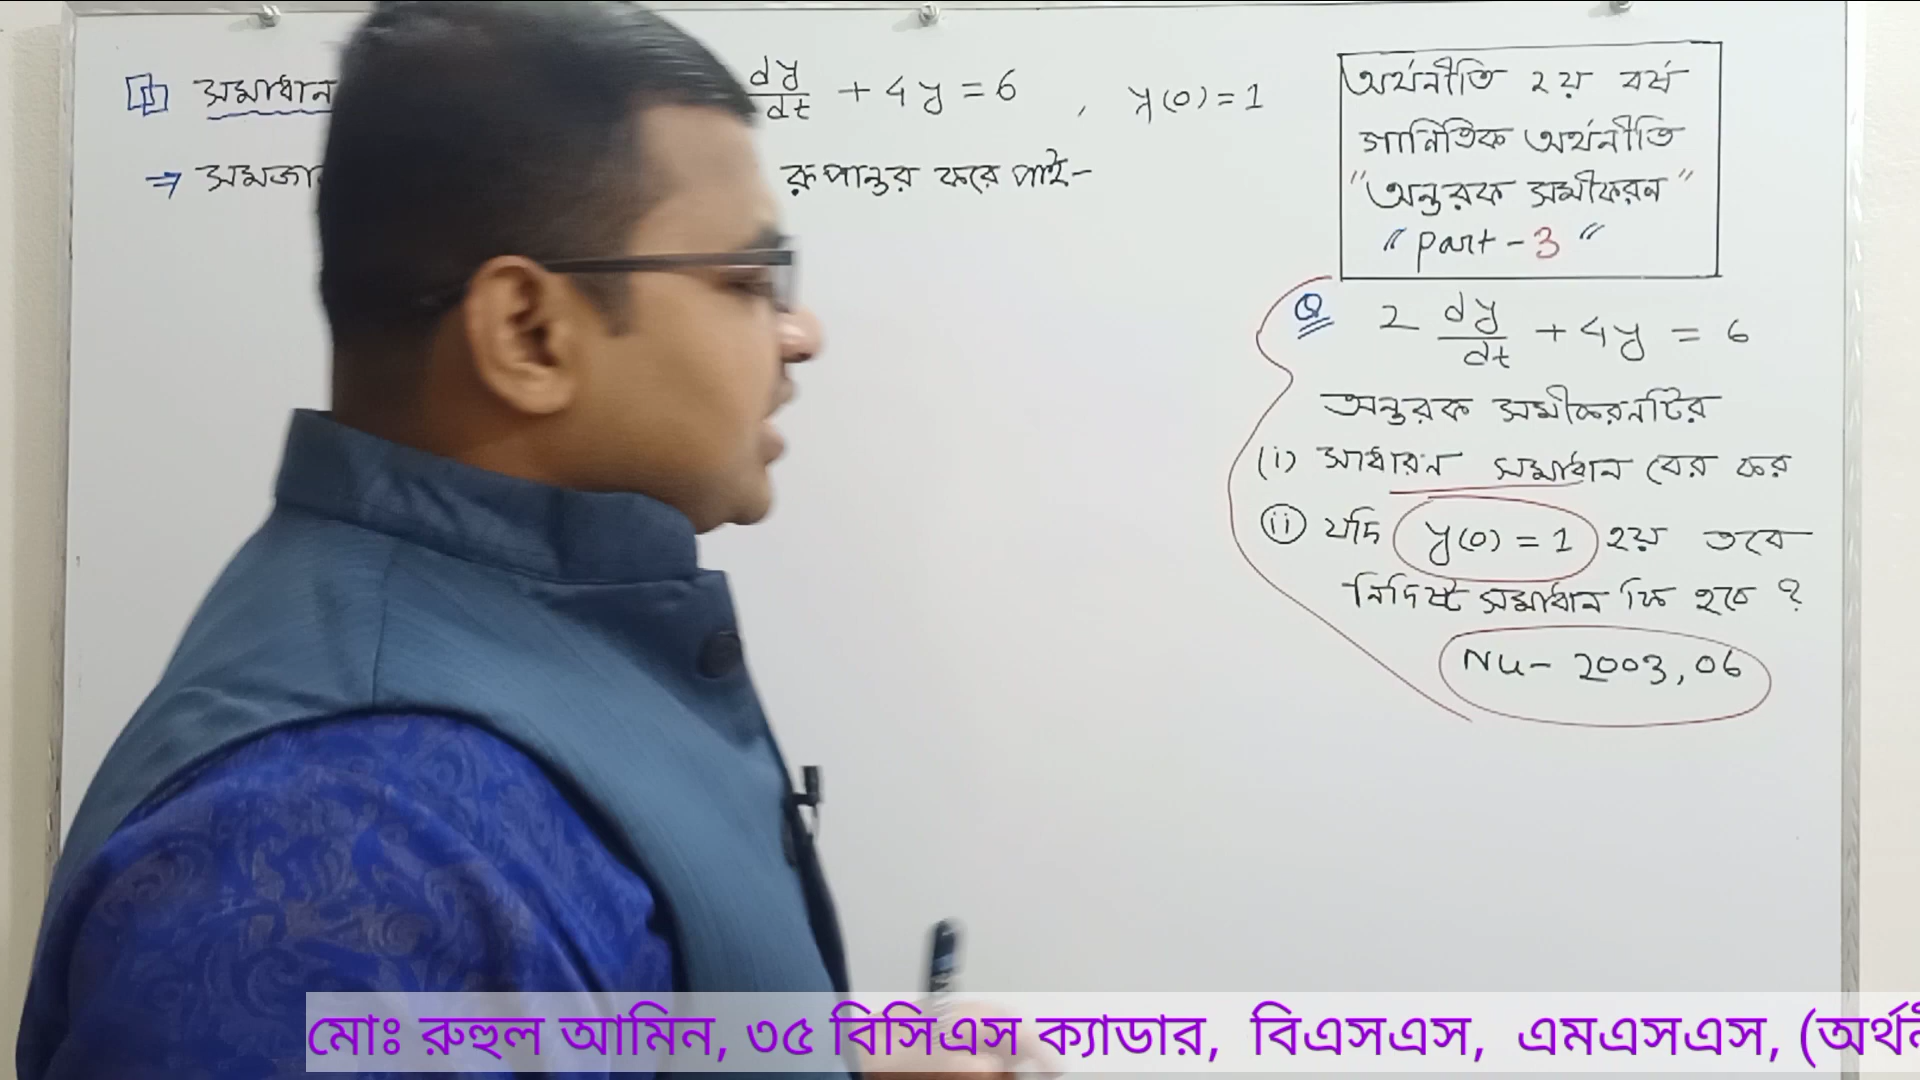 সমাধান
dy/dt + 4y = 6 , y(0) = 1
⇒
রূপান্তর করে পাই-
অর্থনীতি ২য় বর্ষ
গানিতিক অর্থনীতি
"অন্তরক সমীকরন"
"Part - 3"
Q 2 dy/dt + 4y = 6
অন্তরক সমীকরনটির
(i) সাধারন সমাধান বের কর
(ii) যদি y(0) = 1 হয় তবে
নির্দিষ্ট সমাধান কি হবে ?
NU- 2003, 06
মোঃ রুহুল আমিন, ৩৫ বিসিএস ক্যাডার, বিএসএস, এমএসএস,